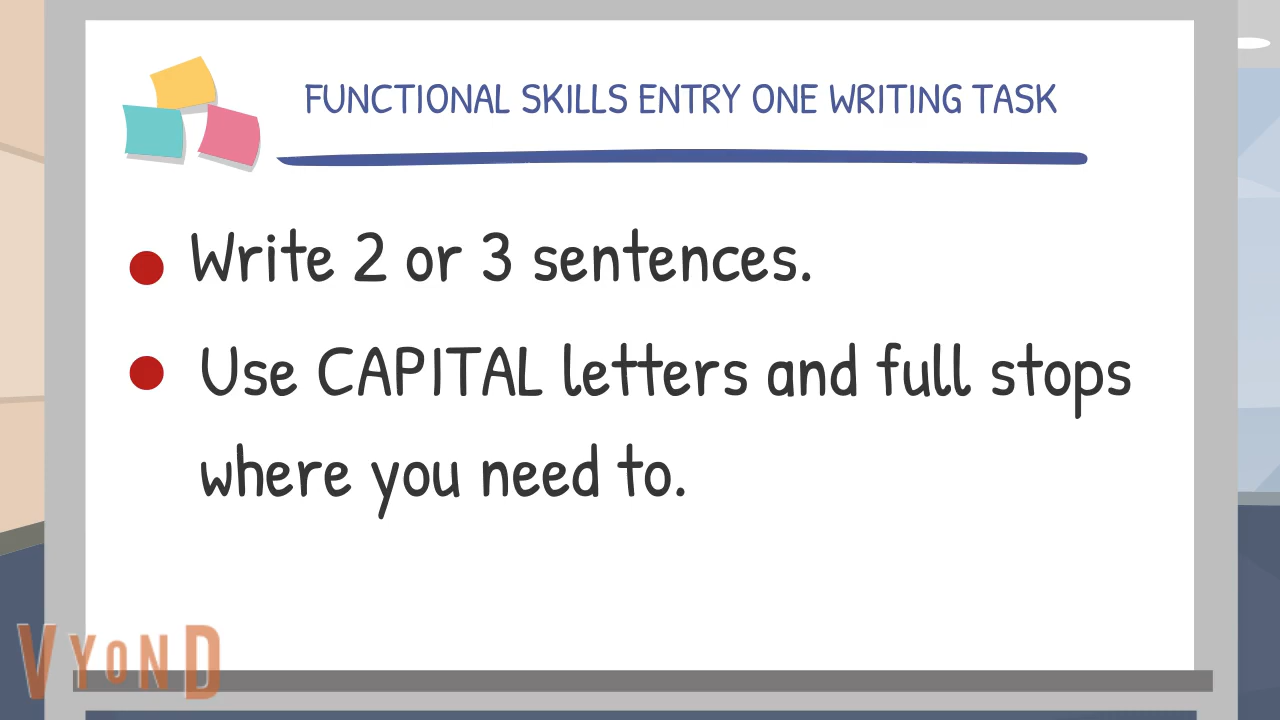 FUNCTIONAL SKILLS ENTRY ONE WRITING TASK
Write 2 or 3 sentences.
Use CAPITAL letters and full stops
where you need to.
VYOND